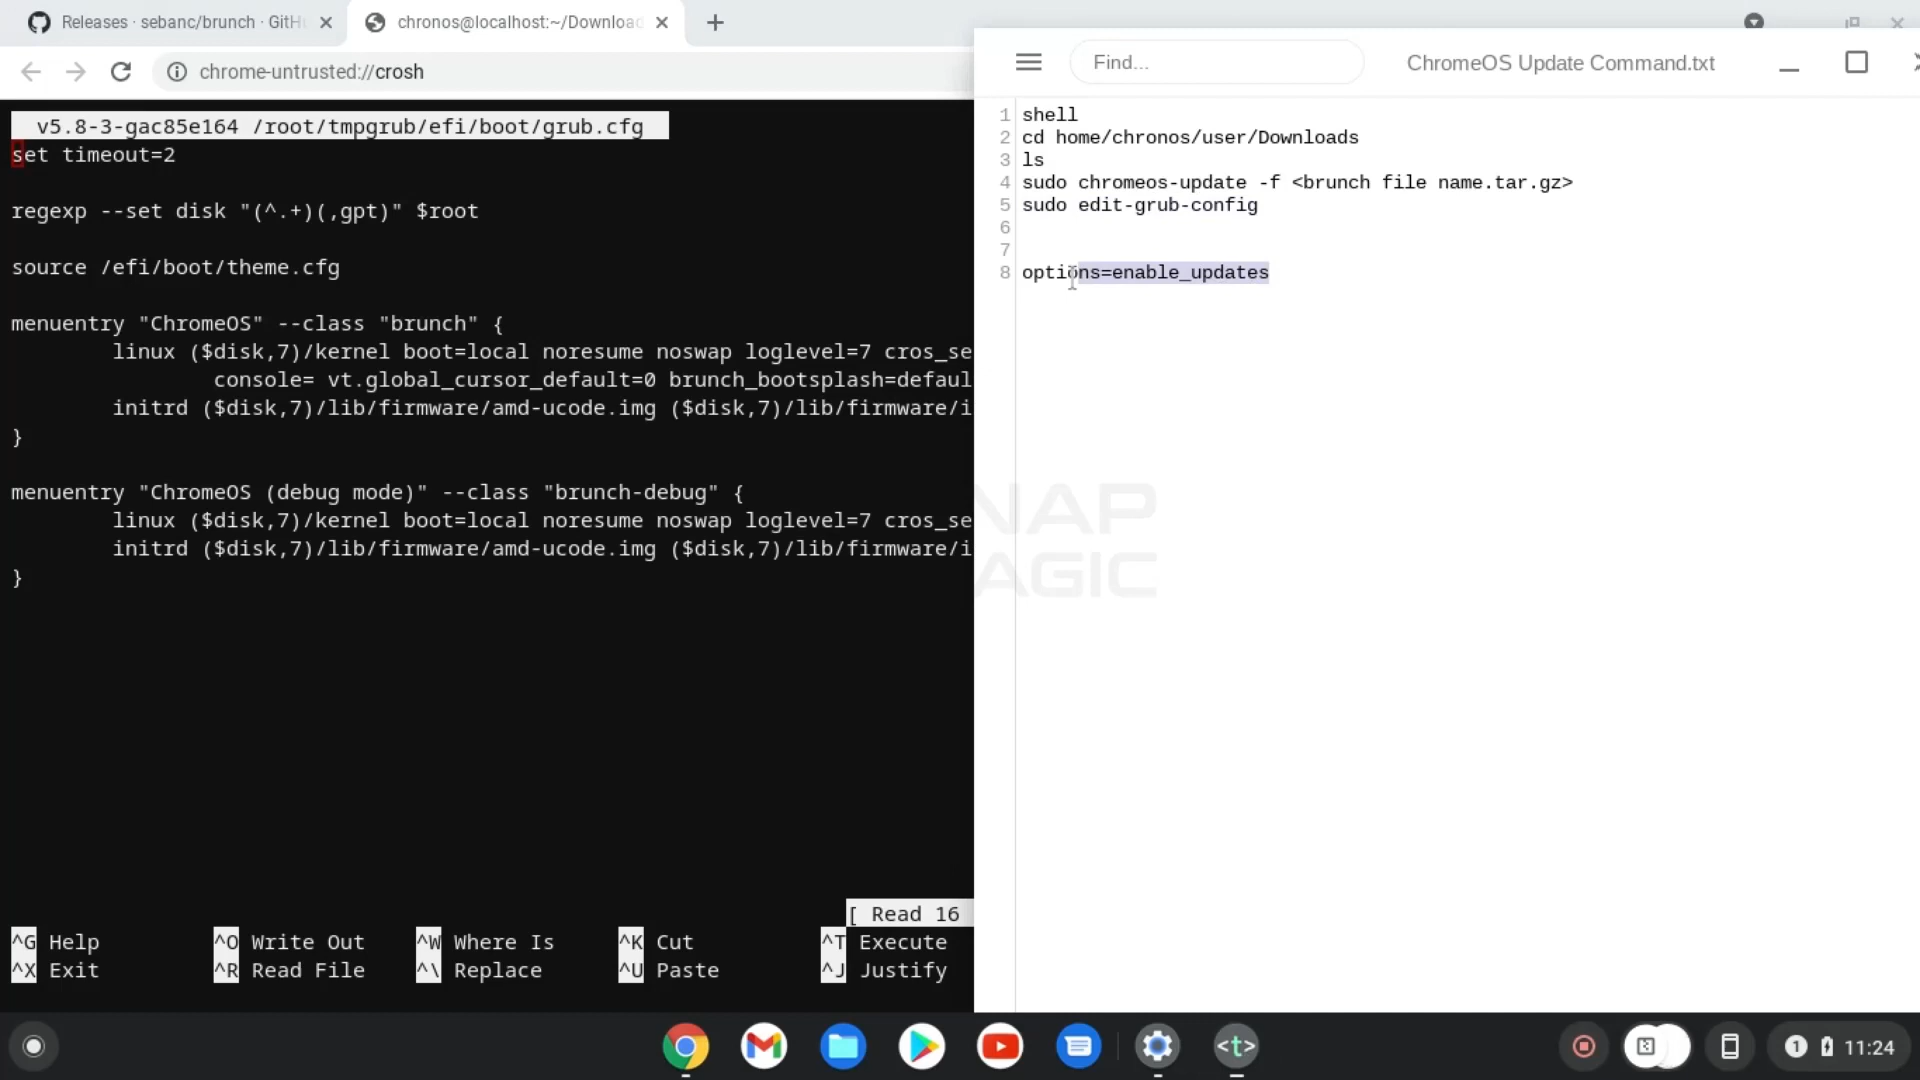 Releases · sebanc/brunch · GitH
chronos@localhost:~/Download
chrome-untrusted://crosh
v5.8-3-gac85e164 /root/tmpgrub/efi/boot/grub.cfg
set timeout=2
regexp --set disk "(^.+)(,gpt)" $root
source /efi/boot/theme.cfg
menuentry "ChromeOS" --class "brunch" {
linux ($disk,7)/kernel boot=local noresume noswap loglevel=7 cros_se
console= vt.global_cursor_default=0 brunch_bootsplash=defaul
initrd ($disk,7)/lib/firmware/amd-ucode.img ($disk,7)/lib/firmware/i
}
menuentry "ChromeOS (debug mode)" --class "brunch-debug" {
linux ($disk,7)/kernel boot=local noresume noswap loglevel=7 cros_se
initrd ($disk,7)/lib/firmware/amd-ucode.img ($disk,7)/lib/firmware/i
}
[ Read 16
^G Help ^O Write Out ^W Where Is ^K Cut ^T Execute
^X Exit ^R Read File ^\ Replace ^U Paste ^J Justify
Find...
ChromeOS Update Command.txt
1 shell
2 cd home/chronos/user/Downloads
3 ls
4 sudo chromeos-update -f <brunch file name.tar.gz>
5 sudo edit-grub-config
6
7
8 options=enable_updates
NAP
AGIC
<t>
1
11:24